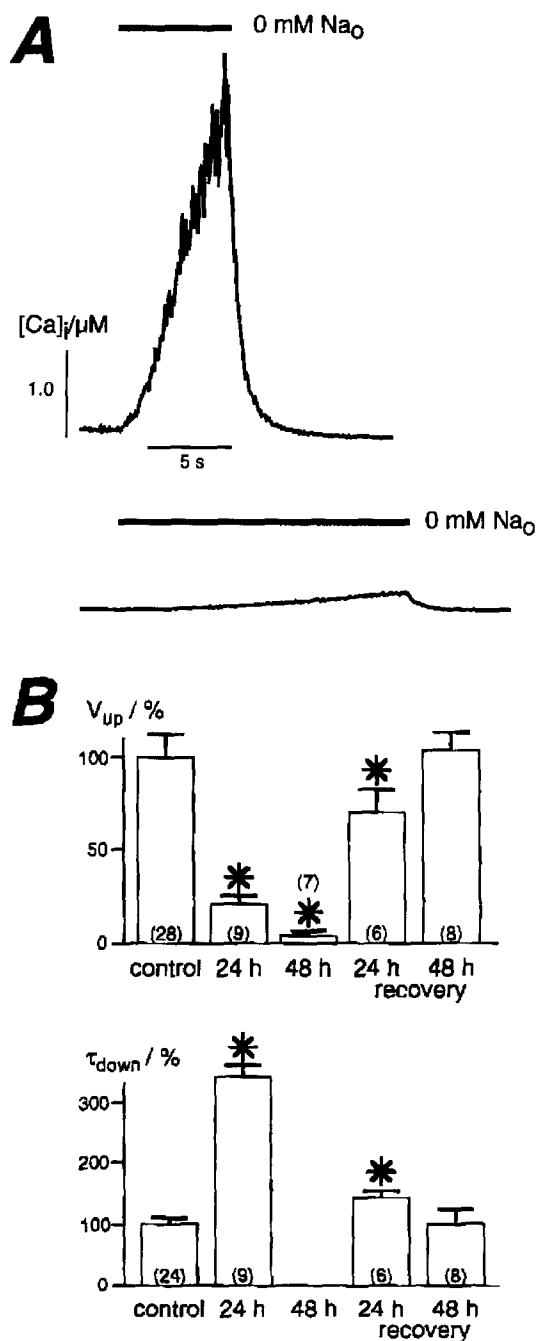 A
0 mM Nao
[Ca]i/μM
1.0
5 s
0 mM Nao
B
Vup / %
100
50
0
(28) (9) (7) (6) (8)
control 24 h 48 h 24 h 48 h
recovery
τdown / %
300
200
100
0
(24) (9) (6) (8)
control 24 h 48 h 24 h 48 h
recovery